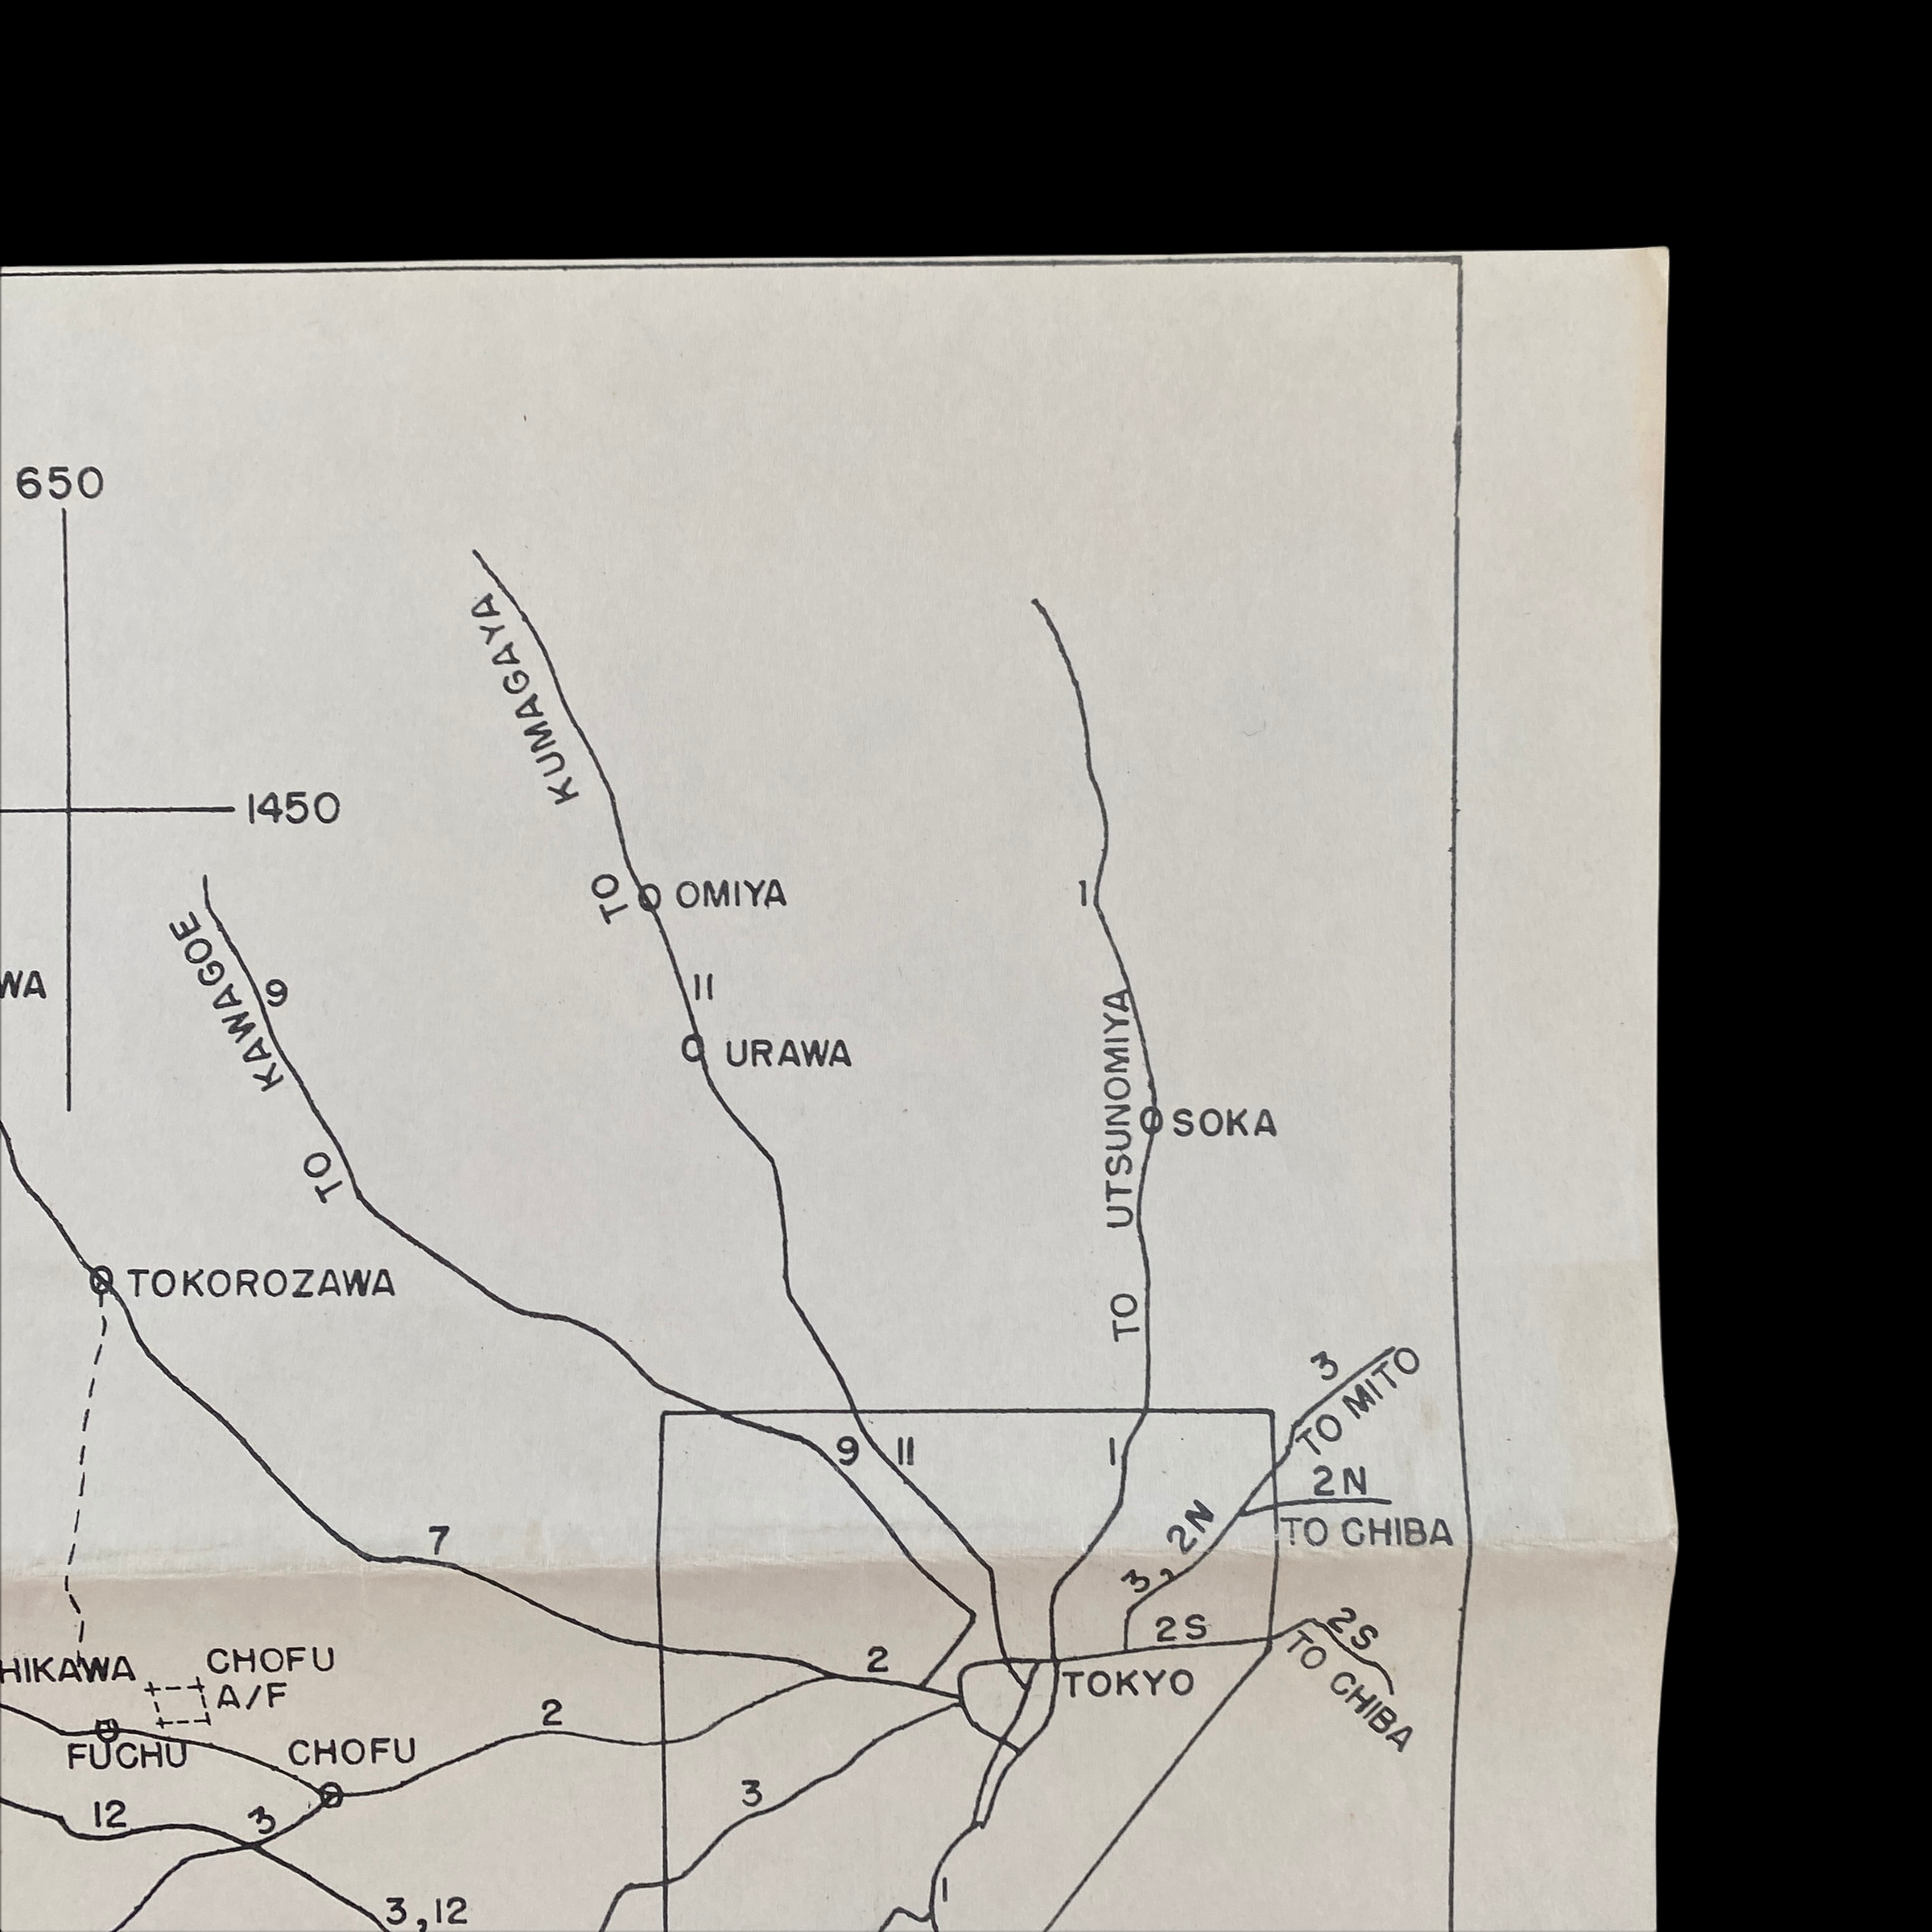 650
TO KUMAGAYA
1450
OMIYA
1
TO KAWAGOE
9
WA
11
URAWA
TO UTSUNOMIYA
SOKA
TOKOROZAWA
3
TO MITO
9
11
1
2N
TO CHIBA
3, 2N
7
2S
2S
TO CHIBA
HIKAWA
CHOFU
A/F
2
TOKYO
2
FUCHU
CHOFU
3
12
3
1
3,12